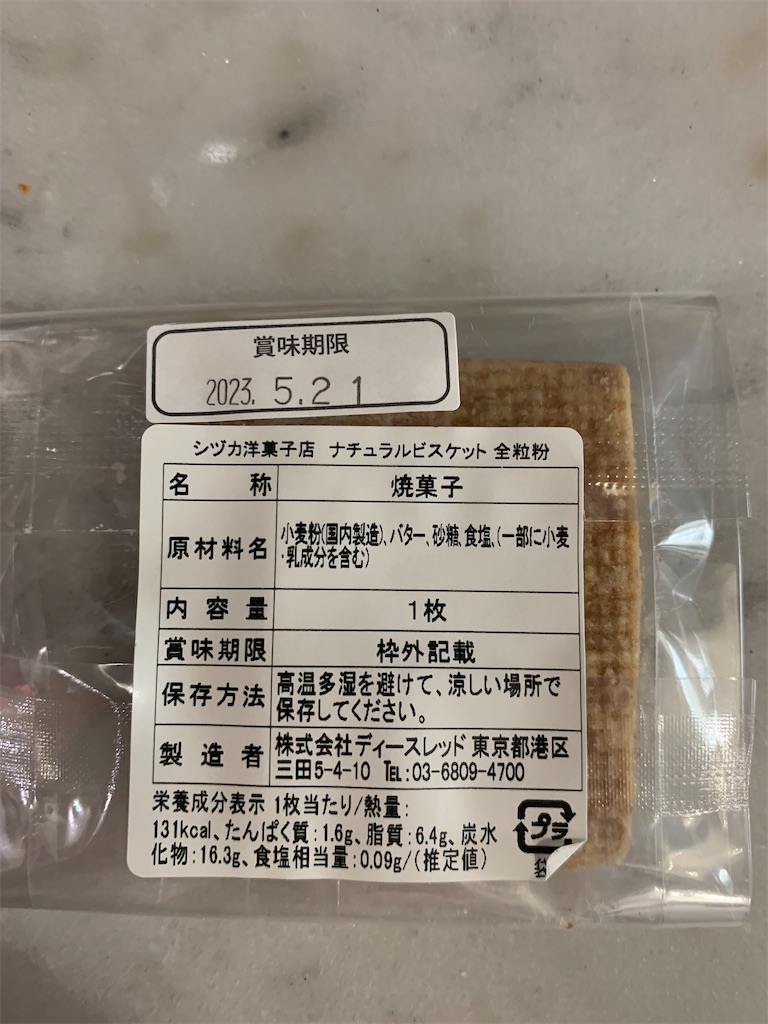 賞味期限
2023. 5.21
シヅカ洋菓子店 ナチュラルビスケット 全粒粉
名称 焼菓子
原材料名 小麦粉(国内製造)、バター、砂糖、食塩、(一部に小麦
・乳成分を含む)
内容量 1枚
賞味期限 枠外記載
保存方法 高温多湿を避けて、涼しい場所で
保存してください。
製造者 株式会社ディースレッド 東京都港区
三田5-4-10 TEL:03-6809-4700
栄養成分表示 1枚当たり/熱量:
131kcal、たんぱく質:1.6g、脂質:6.4g、炭水
化物:16.3g、食塩相当量:0.09g/(推定値)
プラ